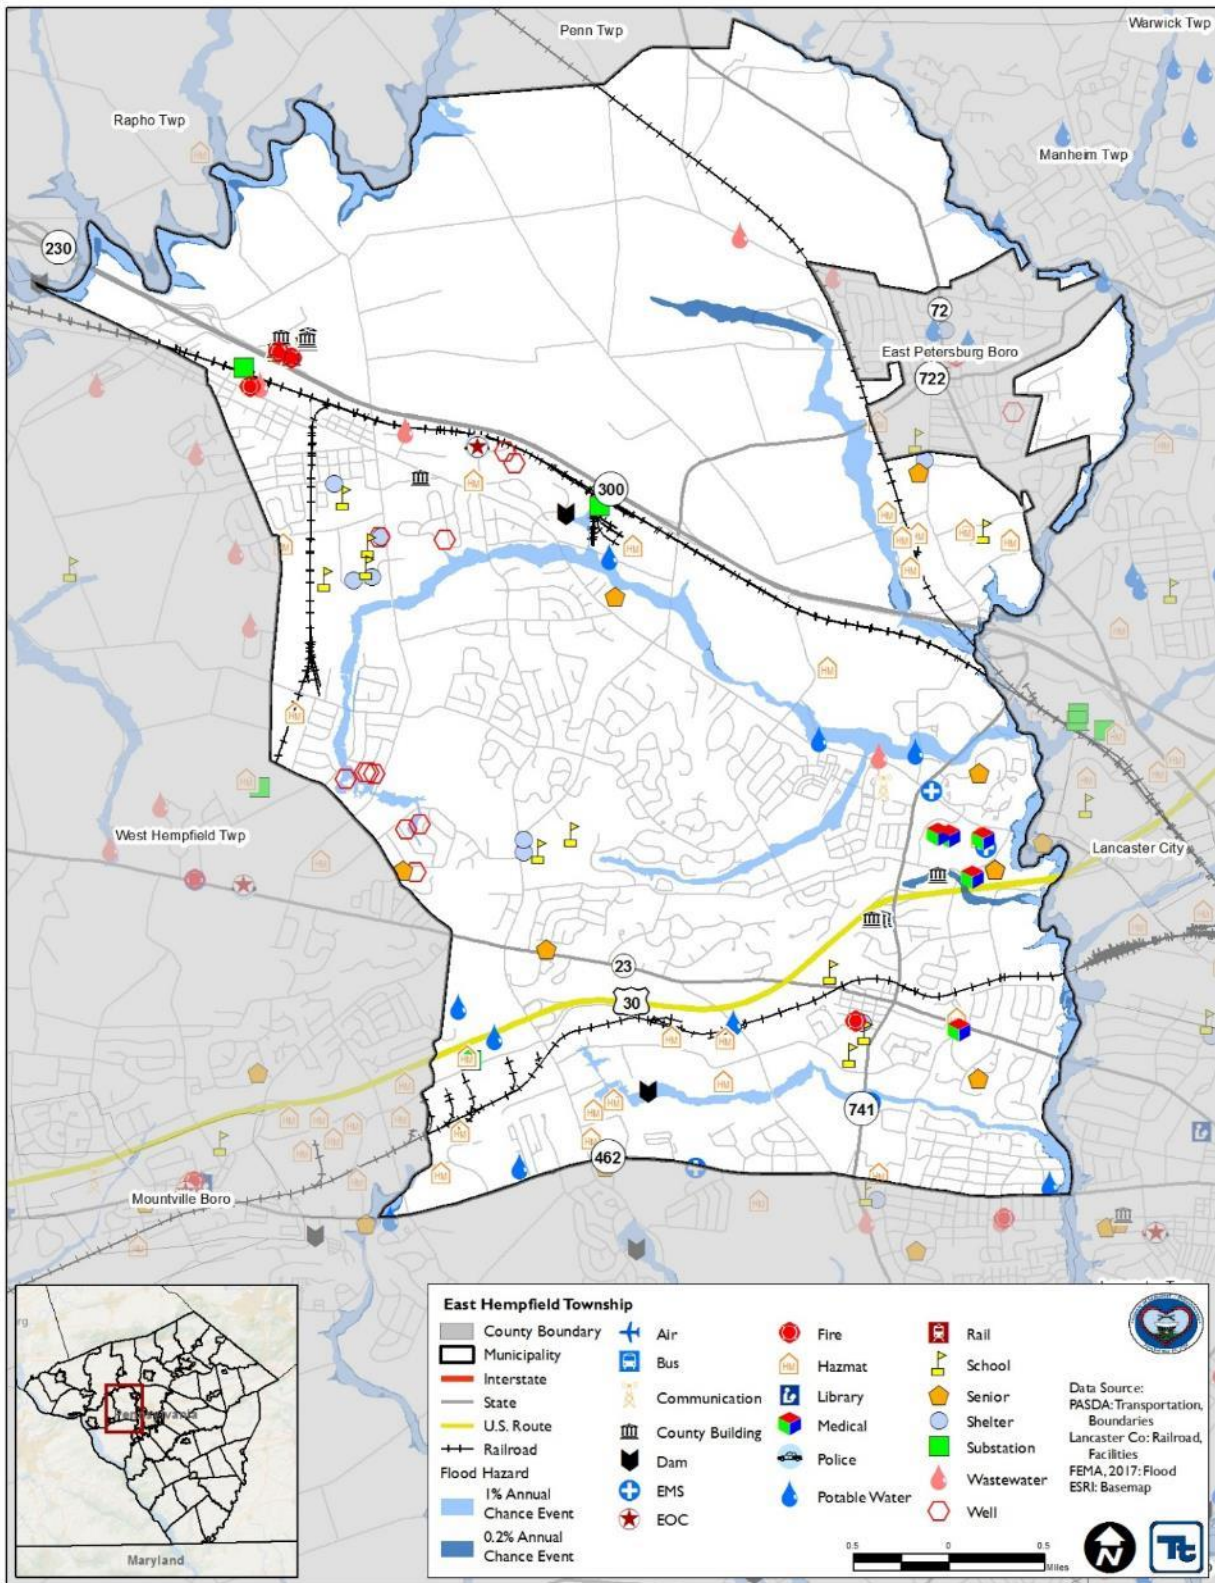 Penn Twp
Warwick Twp
Rapho Twp
Manheim Twp
230
72
East Petersburg Boro
722
300
West Hempfield Twp
Lancaster City
23
30
741
462
Mountville Boro
HM
Pennsylvania
Maryland
East Hempfield Township
County Boundary
Municipality
Interstate
State
U.S. Route
Railroad
Flood Hazard
1% Annual
Chance Event
0.2% Annual
Chance Event
Air
Bus
Communication
County Building
Dam
EMS
EOC
Fire
HM Hazmat
Library
Medical
Police
Potable Water
Rail
School
Senior
Shelter
Substation
Wastewater
Well
Data Source:
PASDA: Transportation,
Boundaries
Lancaster Co: Railroad,
Facilities
FEMA, 2017: Flood
ESRI: Basemap
0.5 0 0.5
Miles
N
Tt